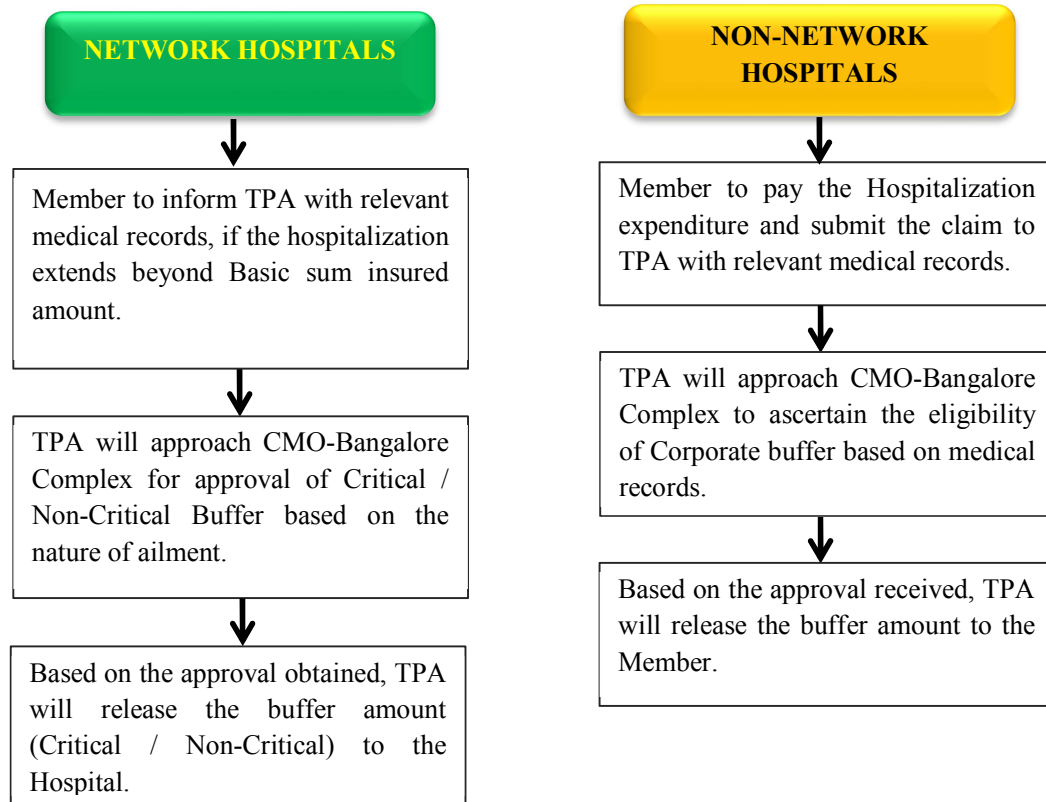 NETWORK HOSPITALS
Member to inform TPA with relevant
medical records, if the hospitalization
extends beyond Basic sum insured
amount.
TPA will approach CMO-Bangalore
Complex for approval of Critical /
Non-Critical Buffer based on the
nature of ailment.
Based on the approval obtained, TPA
will release the buffer amount
(Critical / Non-Critical) to the
Hospital.
NON-NETWORK
HOSPITALS
Member to pay the Hospitalization
expenditure and submit the claim to
TPA with relevant medical records.
TPA will approach CMO-Bangalore
Complex to ascertain the eligibility
of Corporate buffer based on medical
records.
Based on the approval received, TPA
will release the buffer amount to the
Member.